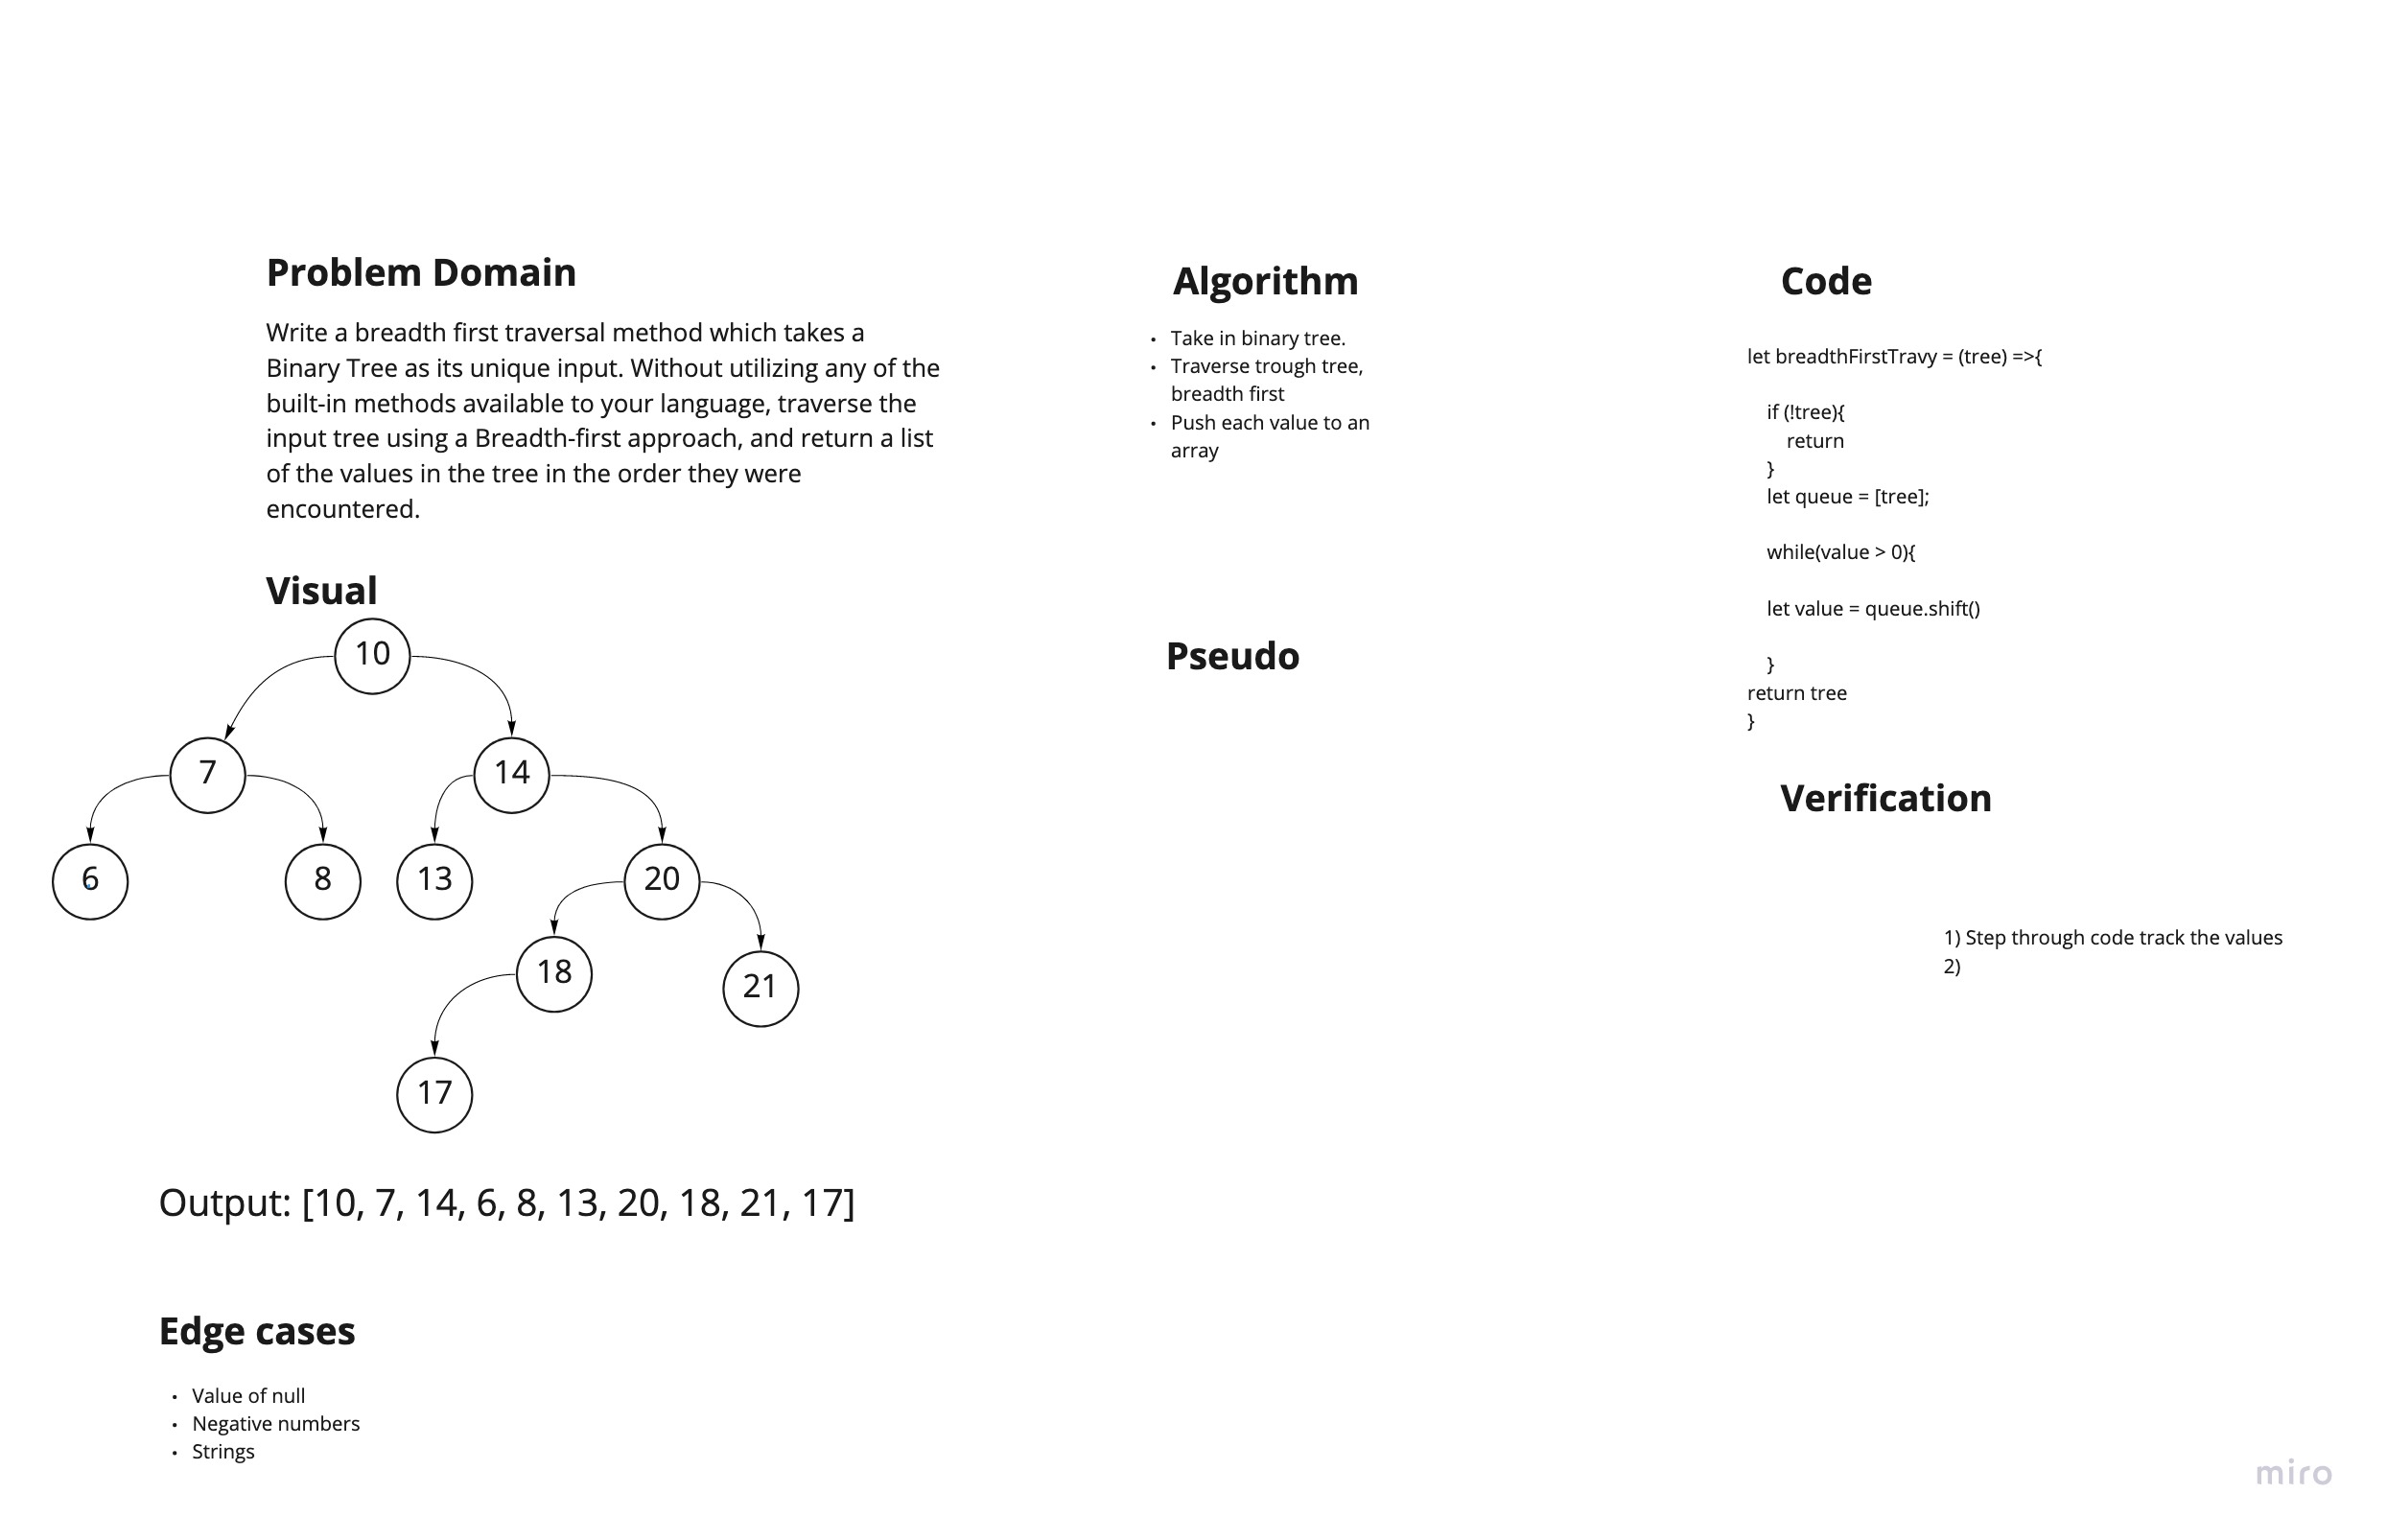 Problem Domain
Write a breadth first traversal method which takes a
Binary Tree as its unique input. Without utilizing any of the
built-in methods available to your language, traverse the
input tree using a Breadth-first approach, and return a list
of the values in the tree in the order they were
encountered.
Visual
10
7
14
6
8
13
20
18
21
17
Output: [10, 7, 14, 6, 8, 13, 20, 18, 21, 17]
Edge cases
• Value of null
• Negative numbers
• Strings
Algorithm
• Take in binary tree.
• Traverse trough tree,
breadth first
• Push each value to an
array
Pseudo
Code
let breadthFirstTravy = (tree) =>{
if (!tree){
return
}
let queue = [tree];
while(value > 0){
let value = queue.shift()
}
return tree
}
Verification
1) Step through code track the values
2)
miro